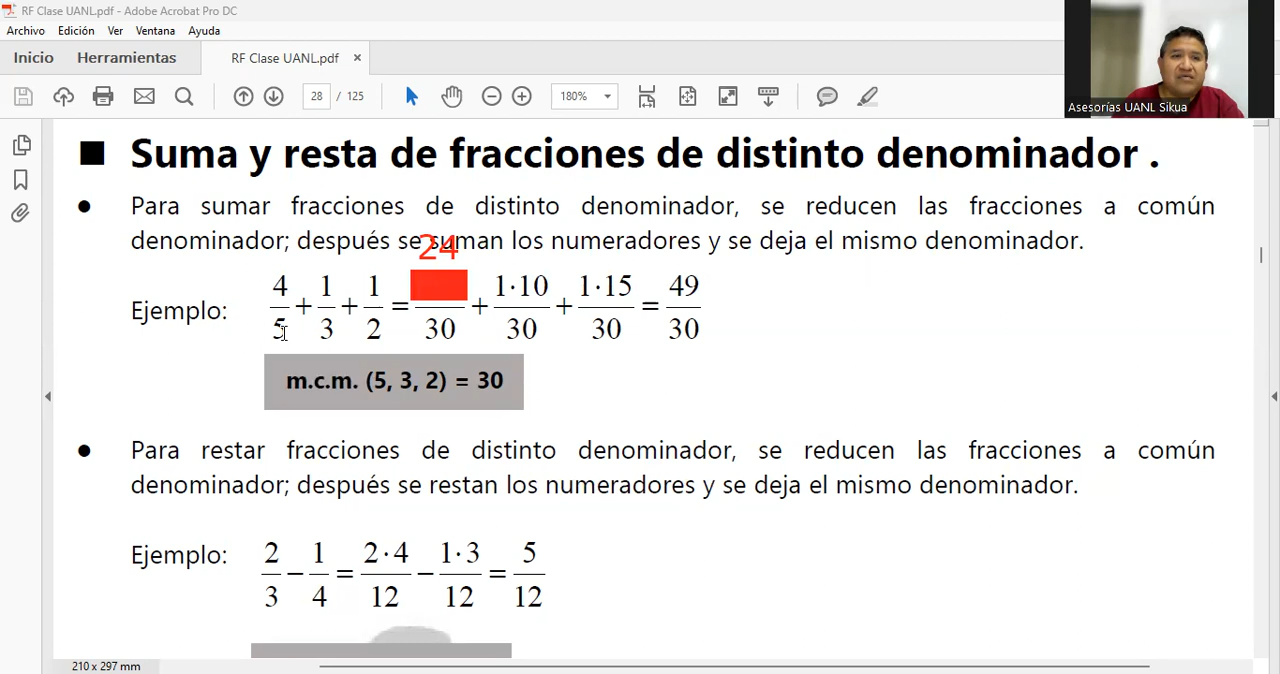 RF Clase UANL.pdf - Adobe Acrobat Pro DC
Archivo Edición Ver Ventana Ayuda
Inicio Herramientas RF Clase UANL.pdf ×
28 / 125 180%
Asesorías UANL Sikua
■ Suma y resta de fracciones de distinto denominador .
● Para sumar fracciones de distinto denominador, se reducen las fracciones a común
denominador; después se suman los numeradores y se deja el mismo denominador.
24
Ejemplo: 4/5 + 1/3 + 1/2 = /30 + 1·10/30 + 1·15/30 = 49/30
m.c.m. (5, 3, 2) = 30
● Para restar fracciones de distinto denominador, se reducen las fracciones a común
denominador; después se restan los numeradores y se deja el mismo denominador.
Ejemplo: 2/3 − 1/4 = 2·4/12 − 1·3/12 = 5/12
210 x 297 mm